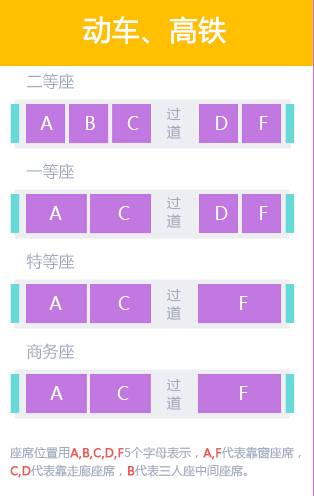 动车、高铁
二等座
A B C 过道 D F
一等座
A C 过道 D F
特等座
A C 过道 F
商务座
A C 过道 F
座席位置用A,B,C,D,F5个字母表示，A,F代表靠窗座席，
C,D代表靠走廊座席，B代表三人座中间座席。